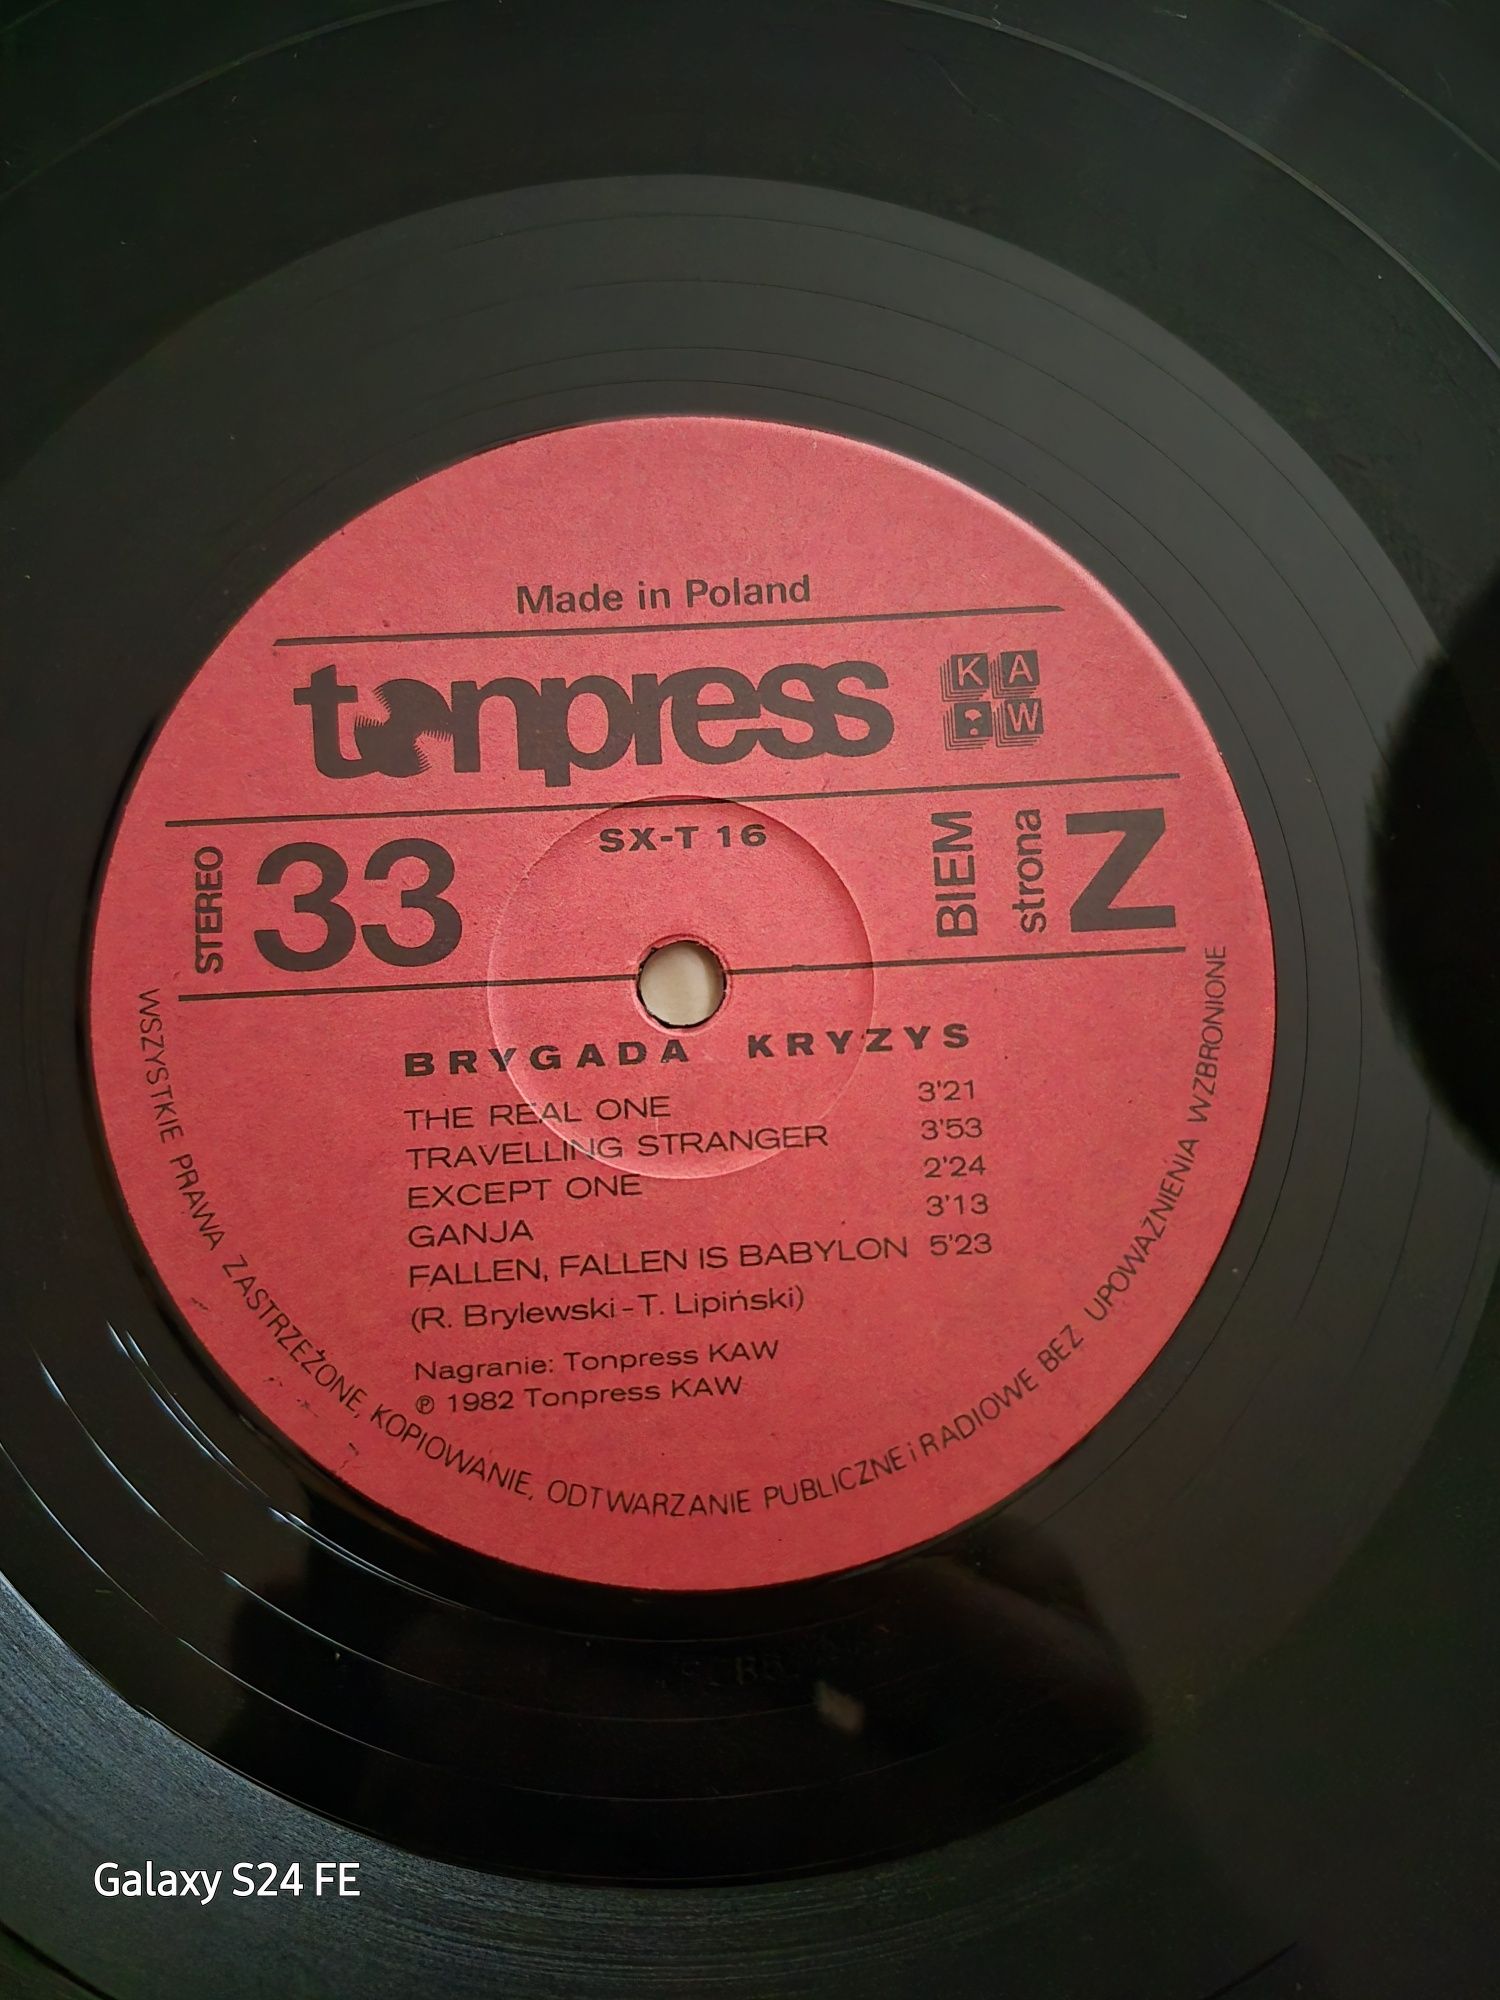 Made in Poland
tonpress
K A
W
STEREO
33
SX-T 16
BIEM
strona
Z
BRYGADA KRYZYS
THE REAL ONE 3'21
TRAVELLING STRANGER 3'53
EXCEPT ONE 2'24
GANJA 3'13
FALLEN, FALLEN IS BABYLON 5'23
(R. Brylewski - T. Lipiński)
Nagranie: Tonpress KAW
℗ 1982 Tonpress KAW
WSZYSTKIE PRAWA ZASTRZEŻONE, KOPIOWANIE, ODTWARZANIE PUBLICZNE i RADIOWE BEZ UPOWAŻNIENIA WZBRONIONE
Galaxy S24 FE